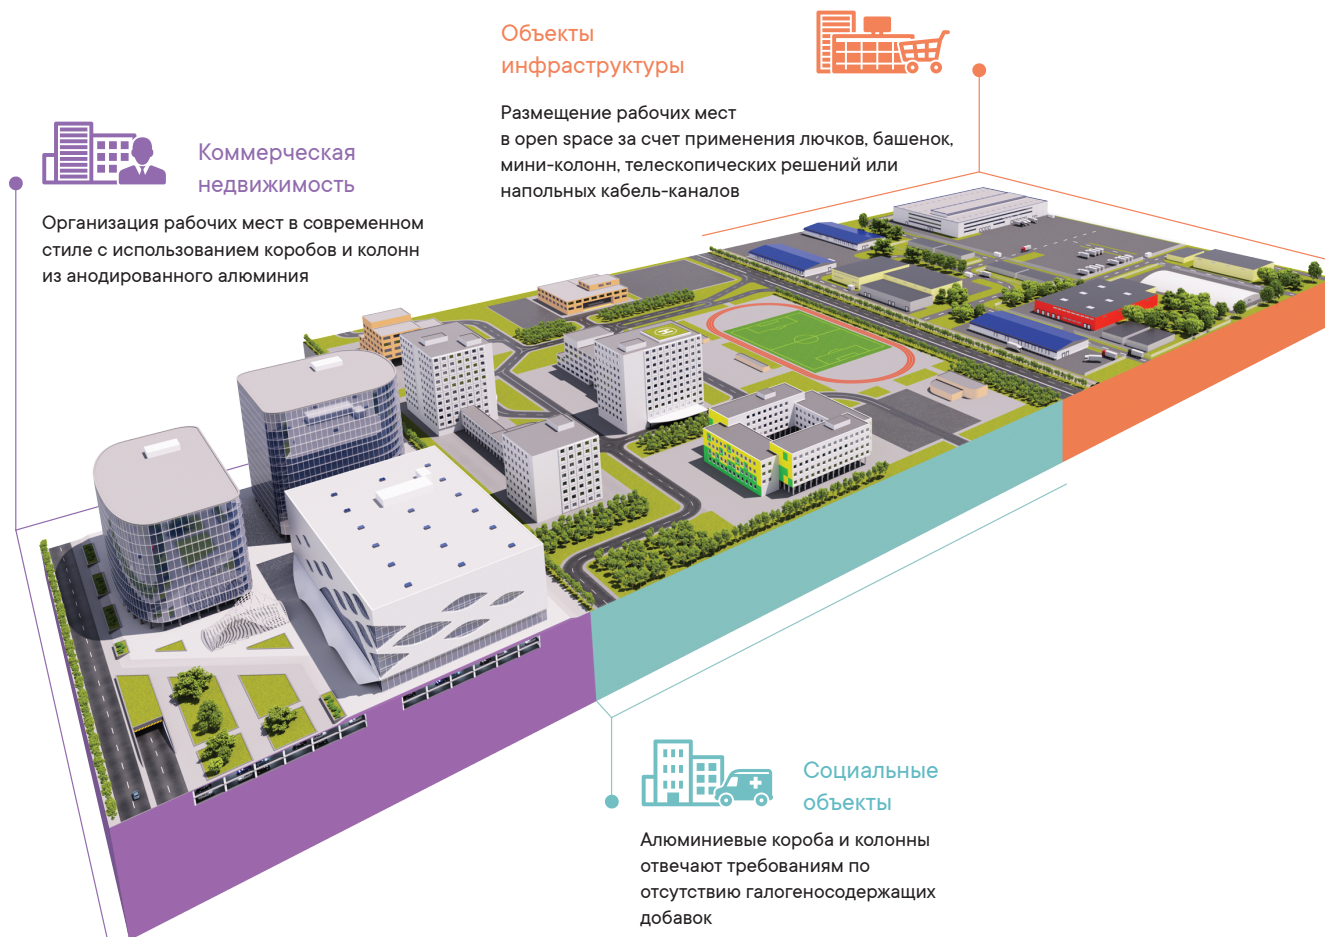 Объекты
инфраструктуры
Размещение рабочих мест
в open space за счет применения лючков, башенок,
мини-колонн, телескопических решений или
напольных кабель-каналов
Коммерческая
недвижимость
Организация рабочих мест в современном
стиле с использованием коробов и колонн
из анодированного алюминия
H
Социальные
объекты
Алюминиевые короба и колонны
отвечают требованиям по
отсутствию галогеносодержащих
добавок